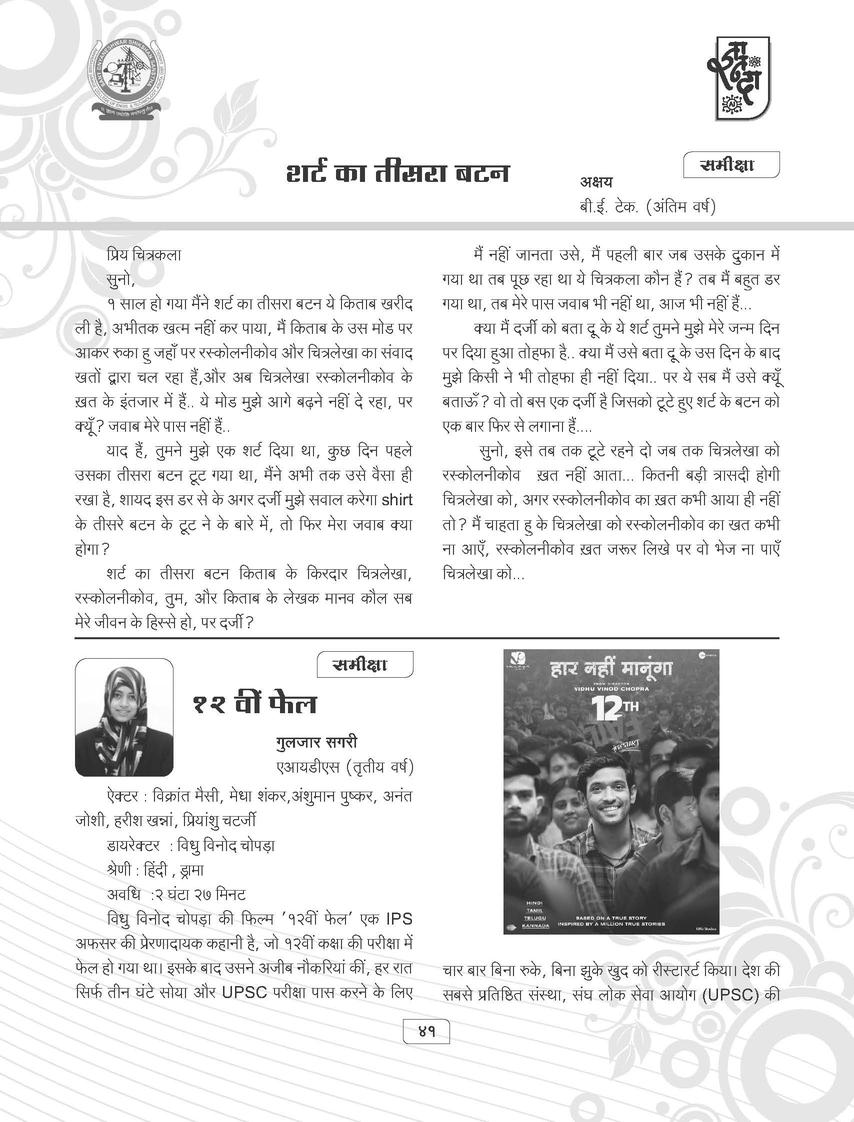 शर्ट का तीसरा बटन
समीक्षा
अक्षय
बी.ई. टेक. (अंतिम वर्ष)
प्रिय चित्रकला
सुनो,
१ साल हो गया मैंने शर्ट का तीसरा बटन ये किताब खरीद
ली है, अभीतक खत्म नहीं कर पाया, मैं किताब के उस मोड पर
आकर रुका हु जहाँ पर रस्कोलनीकोव और चित्रलेखा का संवाद
खतों द्वारा चल रहा हैं,और अब चित्रलेखा रस्कोलनीकोव के
ख़त के इंतजार में हैं.. ये मोड मुझे आगे बढ़ने नहीं दे रहा, पर
क्यूँ? जवाब मेरे पास नहीं हैं..
याद हैं, तुमने मुझे एक शर्ट दिया था, कुछ दिन पहले
उसका तीसरा बटन टूट गया था, मैंने अभी तक उसे वैसा ही
रखा है, शायद इस डर से के अगर दर्जी मुझे सवाल करेगा shirt
के तीसरे बटन के टूट ने के बारे में, तो फिर मेरा जवाब क्या
होगा?
शर्ट का तीसरा बटन किताब के किरदार चित्रलेखा,
रस्कोलनीकोव, तुम, और किताब के लेखक मानव कौल सब
मेरे जीवन के हिस्से हो, पर दर्जी?
मैं नहीं जानता उसे, मैं पहली बार जब उसके दुकान में
गया था तब पूछ रहा था ये चित्रकला कौन हैं? तब मैं बहुत डर
गया था, तब मेरे पास जवाब भी नहीं था, आज भी नहीं हैं...
क्या मैं दर्जी को बता दू के ये शर्ट तुमने मुझे मेरे जन्म दिन
पर दिया हुआ तोहफा है.. क्या मैं उसे बता दू के उस दिन के बाद
मुझे किसी ने भी तोहफा ही नहीं दिया.. पर ये सब मैं उसे क्यूँ
बताऊँ? वो तो बस एक दर्जी है जिसको टूटे हुए शर्ट के बटन को
एक बार फिर से लगाना हैं....
सुनो, इसे तब तक टूटे रहने दो जब तक चित्रलेखा को
रस्कोलनीकोव ख़त नहीं आता... कितनी बड़ी त्रासदी होगी
चित्रलेखा को, अगर रस्कोलनीकोव का ख़त कभी आया ही नहीं
तो? मैं चाहता हु के चित्रलेखा को रस्कोलनीकोव का खत कभी
ना आएँ, रस्कोलनीकोव ख़त जरूर लिखे पर वो भेज ना पाएँ
चित्रलेखा को...
समीक्षा
१२ वीं फेल
गुलजार सगरी
एआयडीएस (तृतीय वर्ष)
ऐक्टर : विक्रांत मैसी, मेधा शंकर,अंशुमान पुष्कर, अनंत
जोशी, हरीश खन्नां, प्रियांशु चटर्जी
डायरेक्टर : विधु विनोद चोपड़ा
श्रेणी : हिंदी , ड्रामा
अवधि :२ घंटा २७ मिनट
विधु विनोद चोपड़ा की फिल्म '१२वीं फेल' एक IPS
अफसर की प्रेरणादायक कहानी है, जो १२वीं कक्षा की परीक्षा में
फेल हो गया था। इसके बाद उसने अजीब नौकरियां कीं, हर रात
सिर्फ तीन घंटे सोया और UPSC परीक्षा पास करने के लिए
हार नहीं मानूंगा
FROM DIRECTOR
VIDHU VINOD CHOPRA
12TH
#RESTART
HINDI
TAMIL
TELUGU
KANNADA
BASED ON A TRUE STORY
INSPIRED BY A MILLION TRUE STORIES
चार बार बिना रुके, बिना झुके खुद को रीस्टारर्ट किया। देश की
सबसे प्रतिष्ठित संस्था, संघ लोक सेवा आयोग (UPSC) की
४१